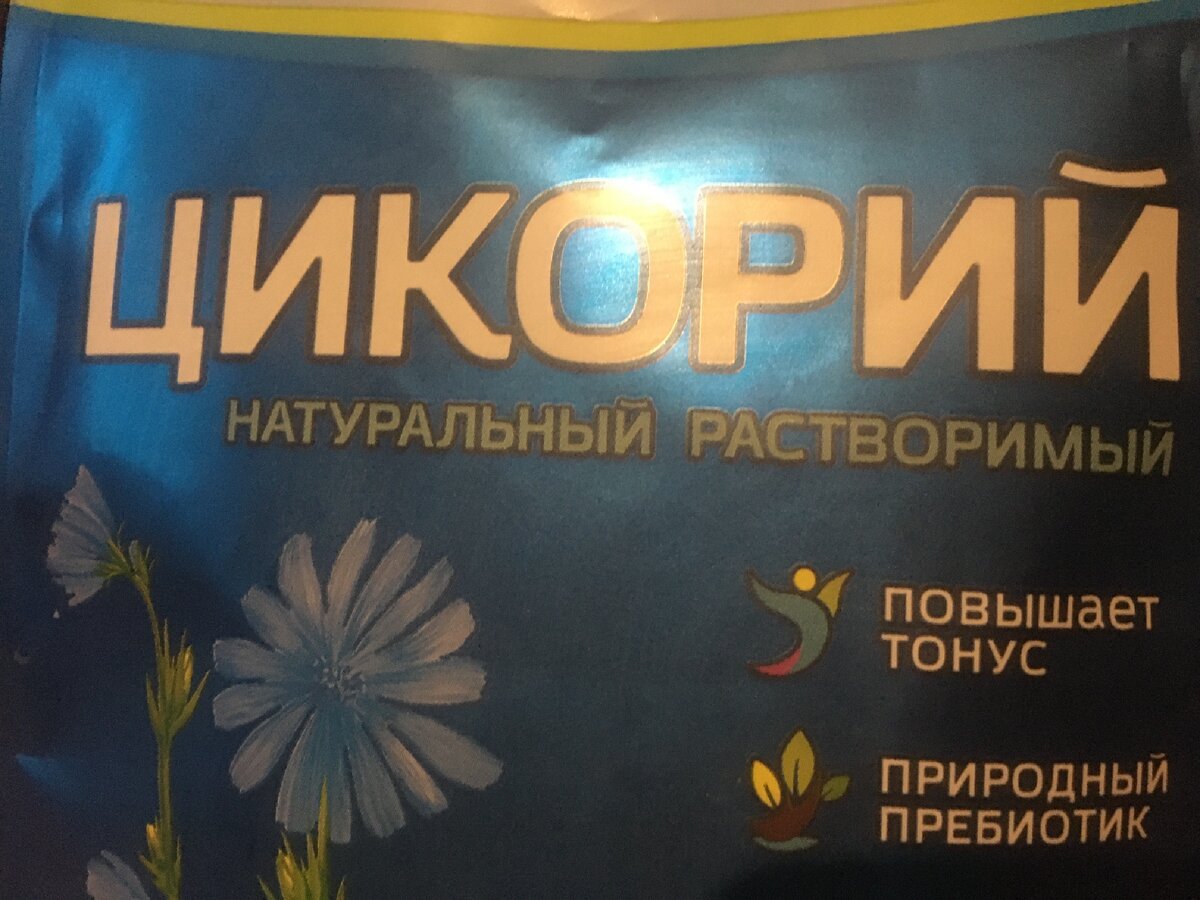 ЦИКОРИЙ
НАТУРАЛЬНЫЙ РАСТВОРИМЫЙ
ПОВЫШаеТ
ТОНУС
ПРИРОДНЫЙ
ПРЕБИОТИК